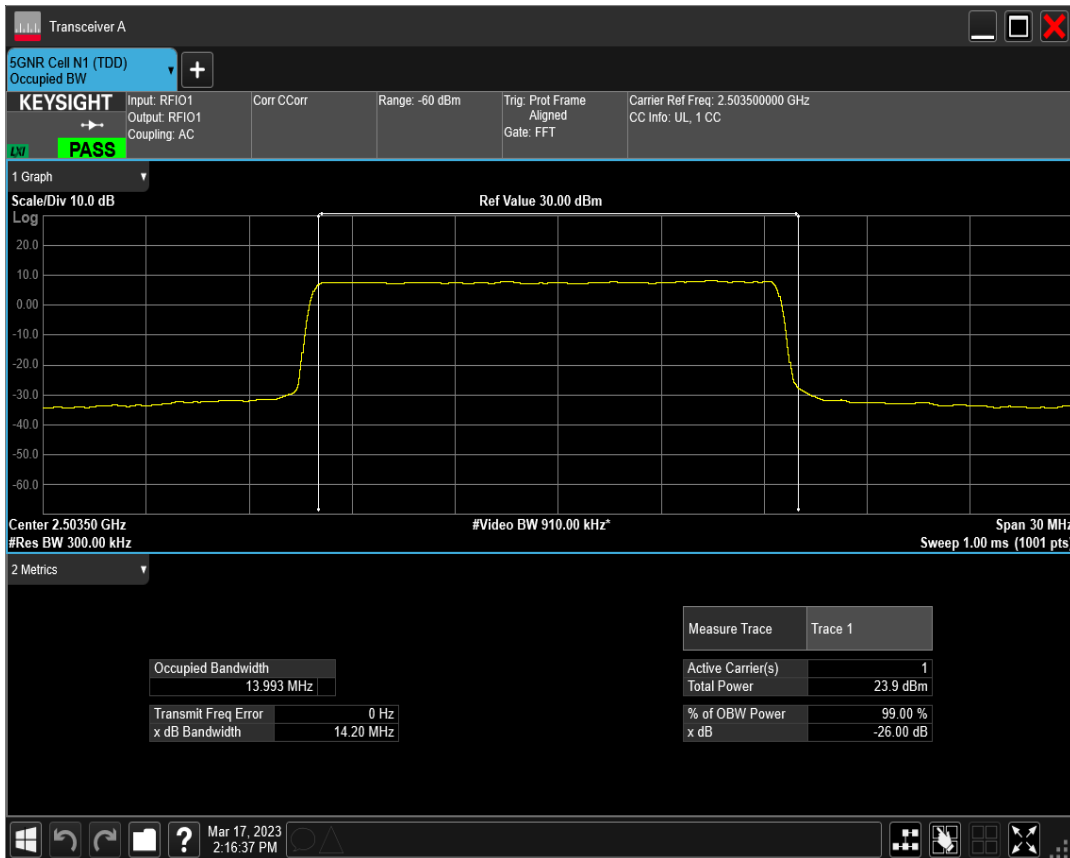 Transceiver A
5GNR Cell N1 (TDD)
Occupied BW
+
KEYSIGHT
LXI
PASS
Input: RFIO1
Output: RFIO1
Coupling: AC
Corr CCorr
Range: -60 dBm
Trig: Prot Frame
Aligned
Gate: FFT
Carrier Ref Freq: 2.503500000 GHz
CC Info: UL, 1 CC
1 Graph
Scale/Div 10.0 dB
Ref Value 30.00 dBm
Log
20.0
10.0
0.00
-10.0
-20.0
-30.0
-40.0
-50.0
-60.0
Center 2.50350 GHz
#Video BW 910.00 kHz*
Span 30 MHz
#Res BW 300.00 kHz
Sweep 1.00 ms (1001 pts)
2 Metrics
Measure Trace Trace 1
Occupied Bandwidth
13.993 MHz
Active Carrier(s) 1
Total Power 23.9 dBm
Transmit Freq Error 0 Hz
x dB Bandwidth 14.20 MHz
% of OBW Power 99.00 %
x dB -26.00 dB
?
Mar 17, 2023
2:16:37 PM